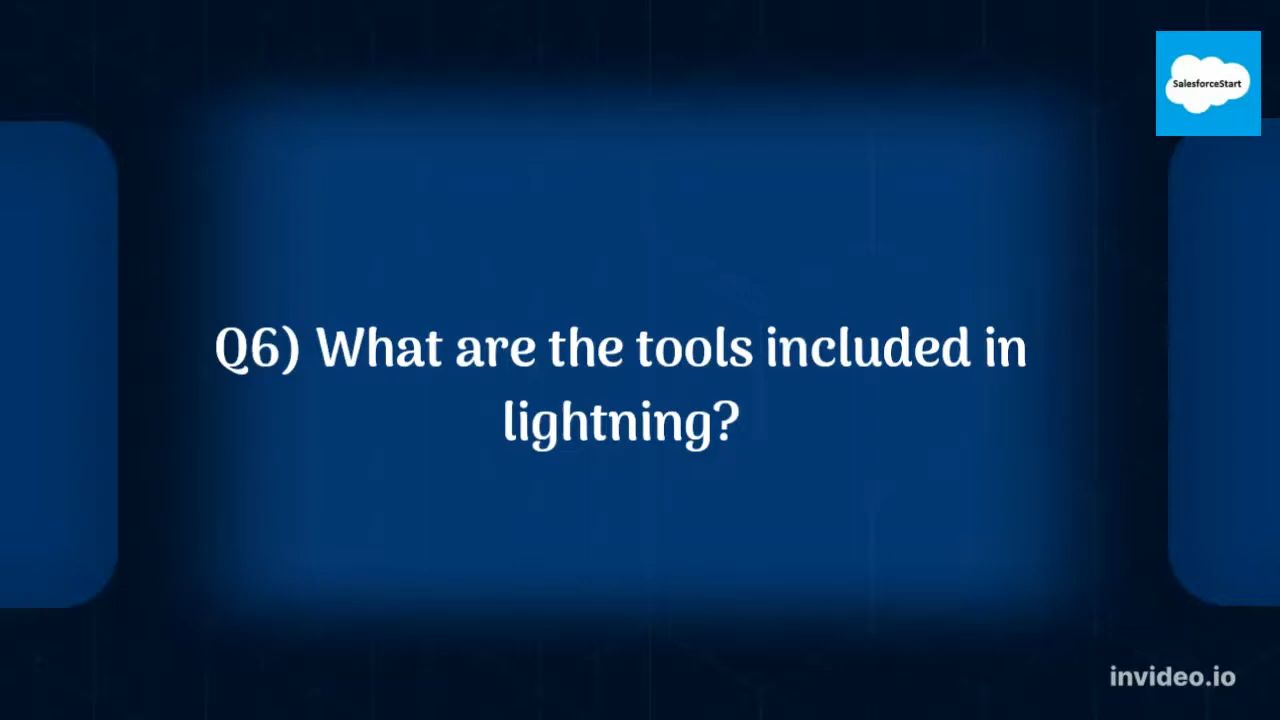 SalesforceStart
Q6) What are the tools included in
lightning?
invideo.io